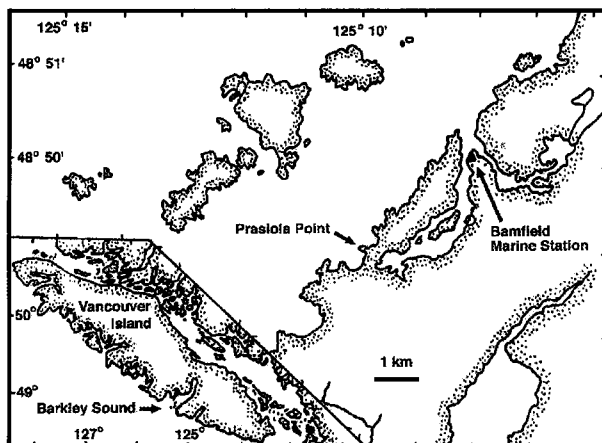 125° 15'
125° 10'
48° 51'
48° 50'
Prasiola Point
Bamfield
Marine Station
Vancouver
Island
50°
1 km
49°
Barkley Sound
127°
125°